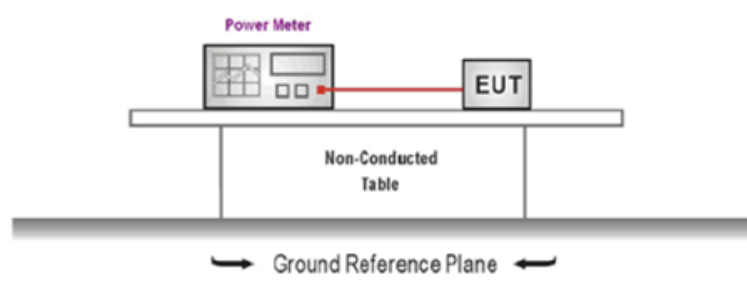 Power Meter
EUT
Non-Conducted
Table
Ground Reference Plane